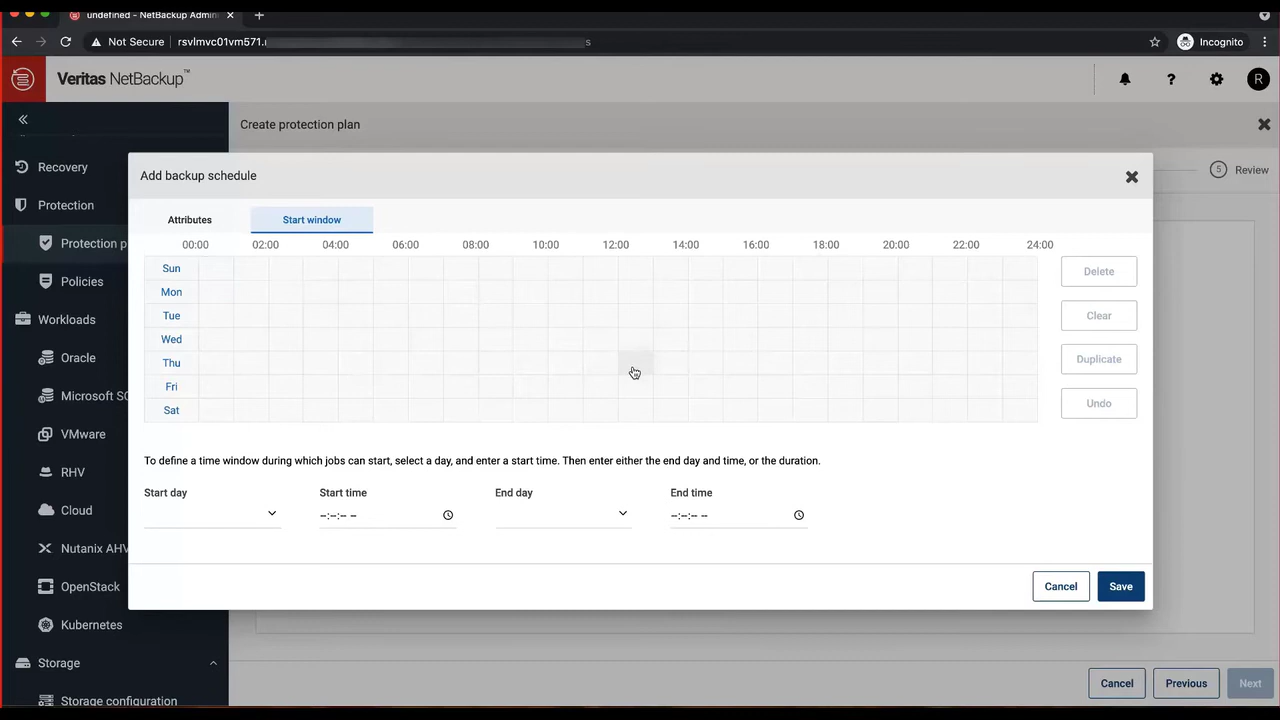 undefined - NetBackup Admin
Not Secure
rsvlmvc01vm571.
s
Incognito
Veritas NetBackup™
?
R
Create protection plan
Recovery
5 Review
Add backup schedule
Protection
Attributes
Start window
00:00 02:00 04:00 06:00 08:00 10:00 12:00 14:00 16:00 18:00 20:00 22:00 24:00
Protection p
Sun
Delete
Policies
Mon
Tue
Clear
Workloads
Wed
Oracle
Thu
Duplicate
Fri
Microsoft SC
Sat
Undo
VMware
To define a time window during which jobs can start, select a day, and enter a start time. Then enter either the end day and time, or the duration.
RHV
Start day
Start time
End day
End time
Cloud
--:--:-- --
--:--:-- --
Nutanix AHV
OpenStack
Cancel
Save
Kubernetes
Storage
Storage configuration
Cancel
Previous
Next